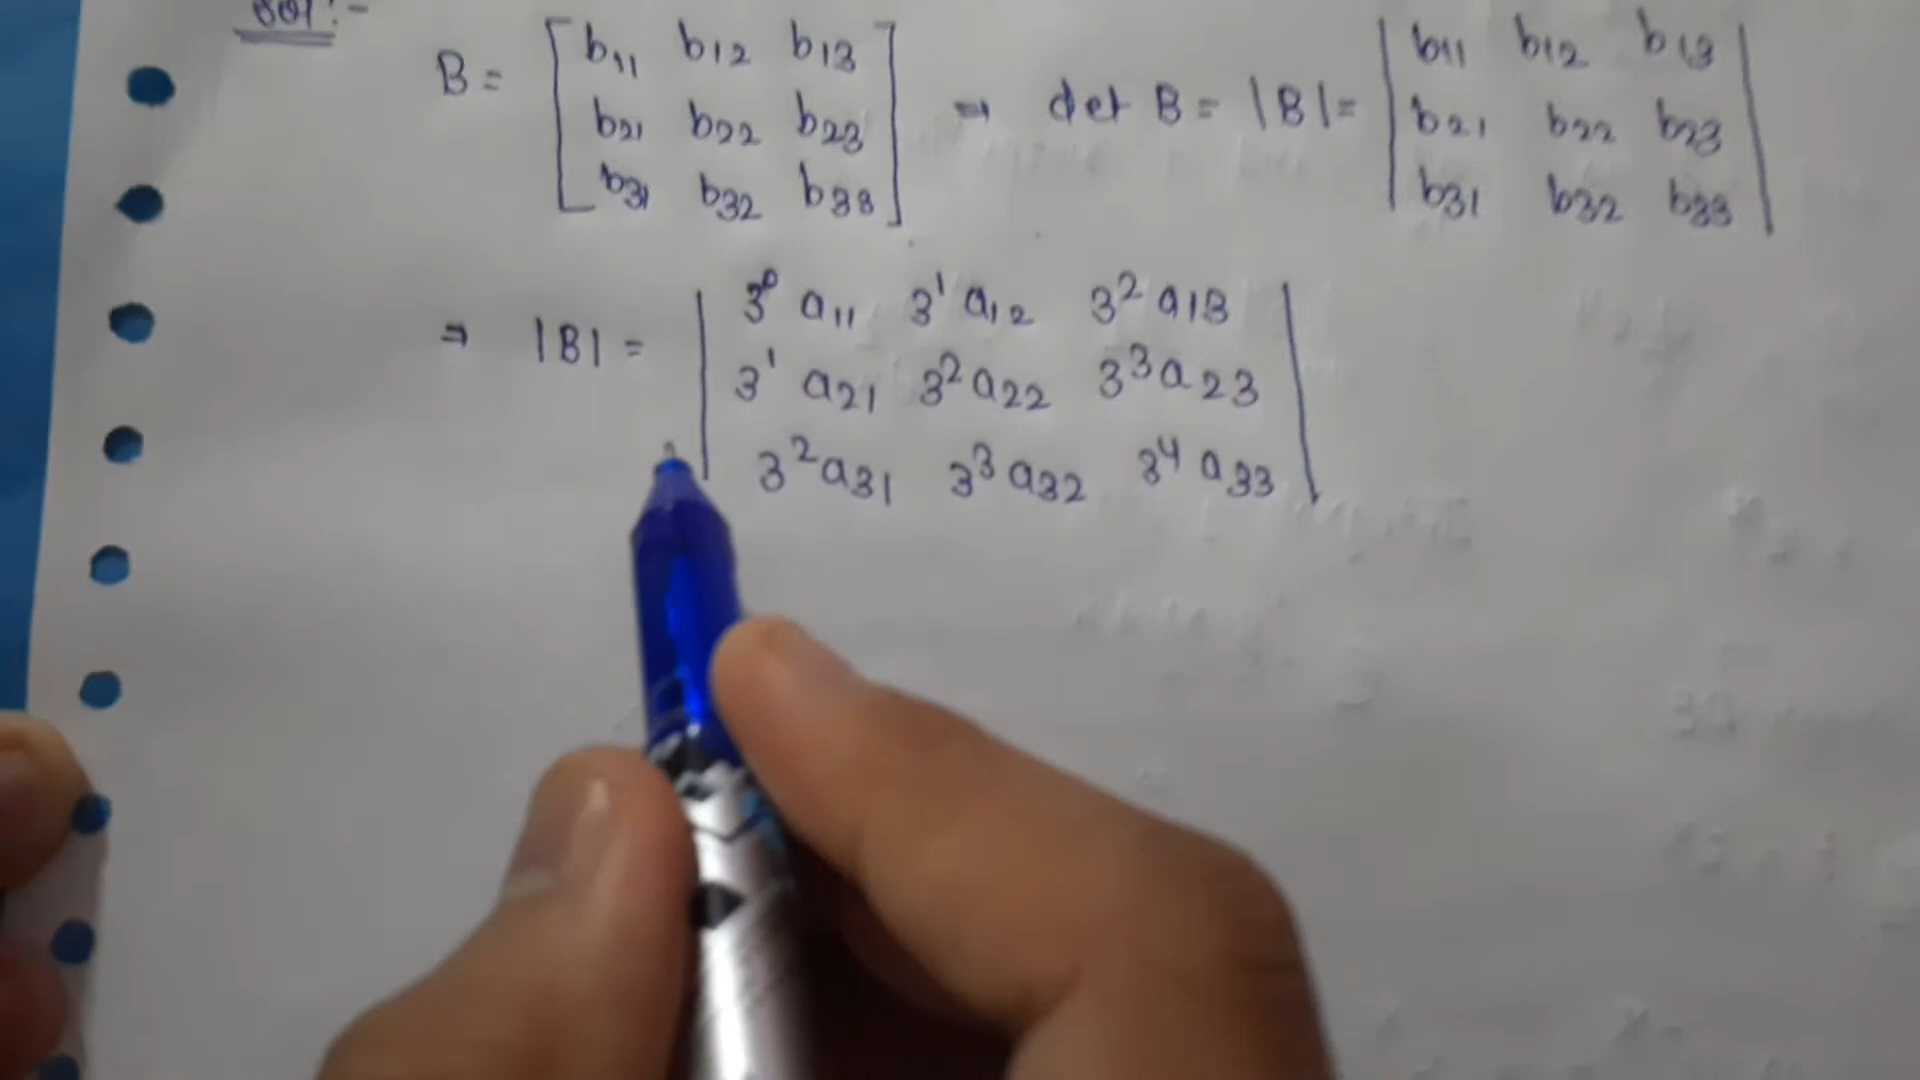 Sol :-
B = [ b11 b12 b13 ⇒ det B = |B| = | b11 b12 b13 |
b21 b22 b23 b21 b22 b23
b31 b32 b33 ] b31 b32 b33
⇒ |B| = | 3⁰ a11 3¹ a12 3² a13 |
3¹ a21 3² a22 3³ a23
3² a31 3³ a32 3⁴ a33